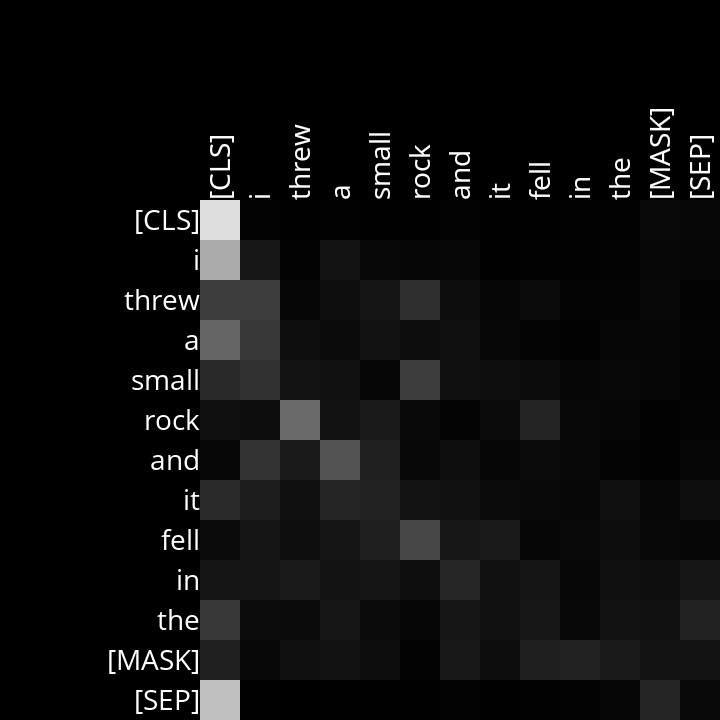 [CLS] i threw a small rock and it fell in the [MASK] [SEP]
[CLS]
i
threw
a
small
rock
and
it
fell
in
the
[MASK]
[SEP]